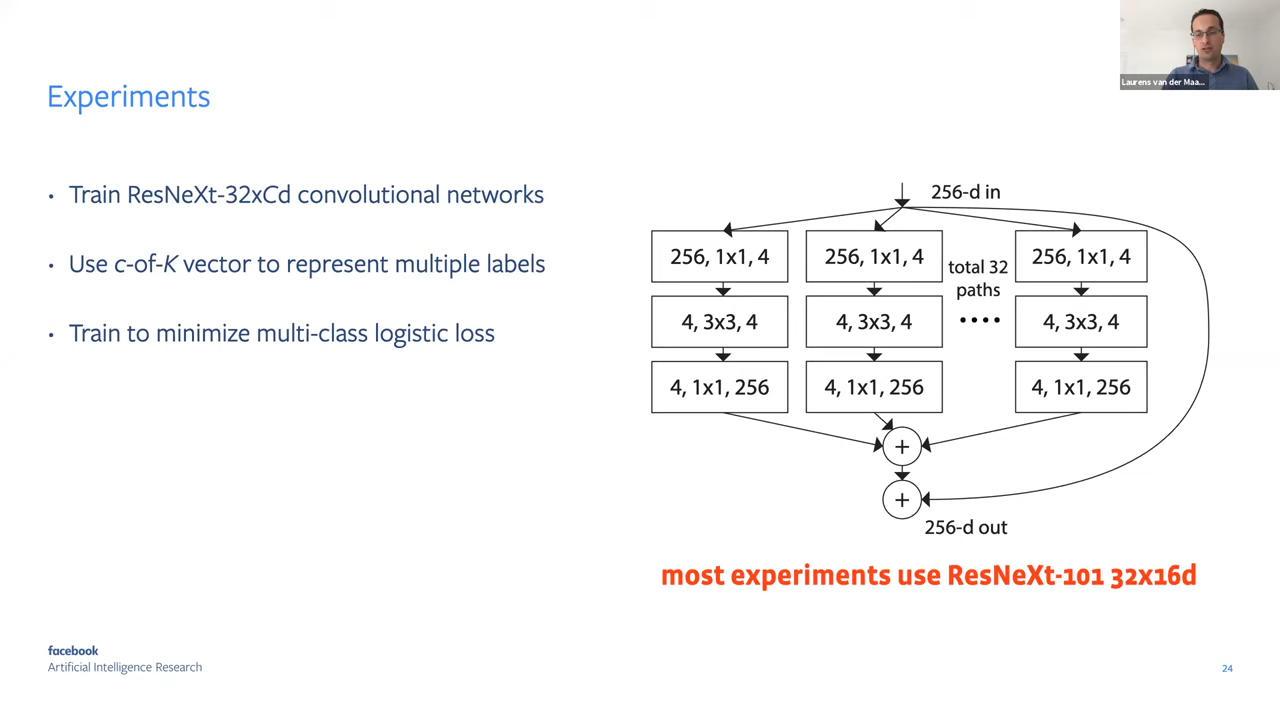 Laurens van der Maa...
Experiments
• Train ResNeXt-32xCd convolutional networks
• Use c-of-K vector to represent multiple labels
• Train to minimize multi-class logistic loss
256-d in
256, 1x1, 4
256, 1x1, 4
total 32
paths
256, 1x1, 4
4, 3x3, 4
4, 3x3, 4
••••
4, 3x3, 4
4, 1x1, 256
4, 1x1, 256
4, 1x1, 256
+
+
256-d out
most experiments use ResNeXt-101 32x16d
facebook
Artificial Intelligence Research
24